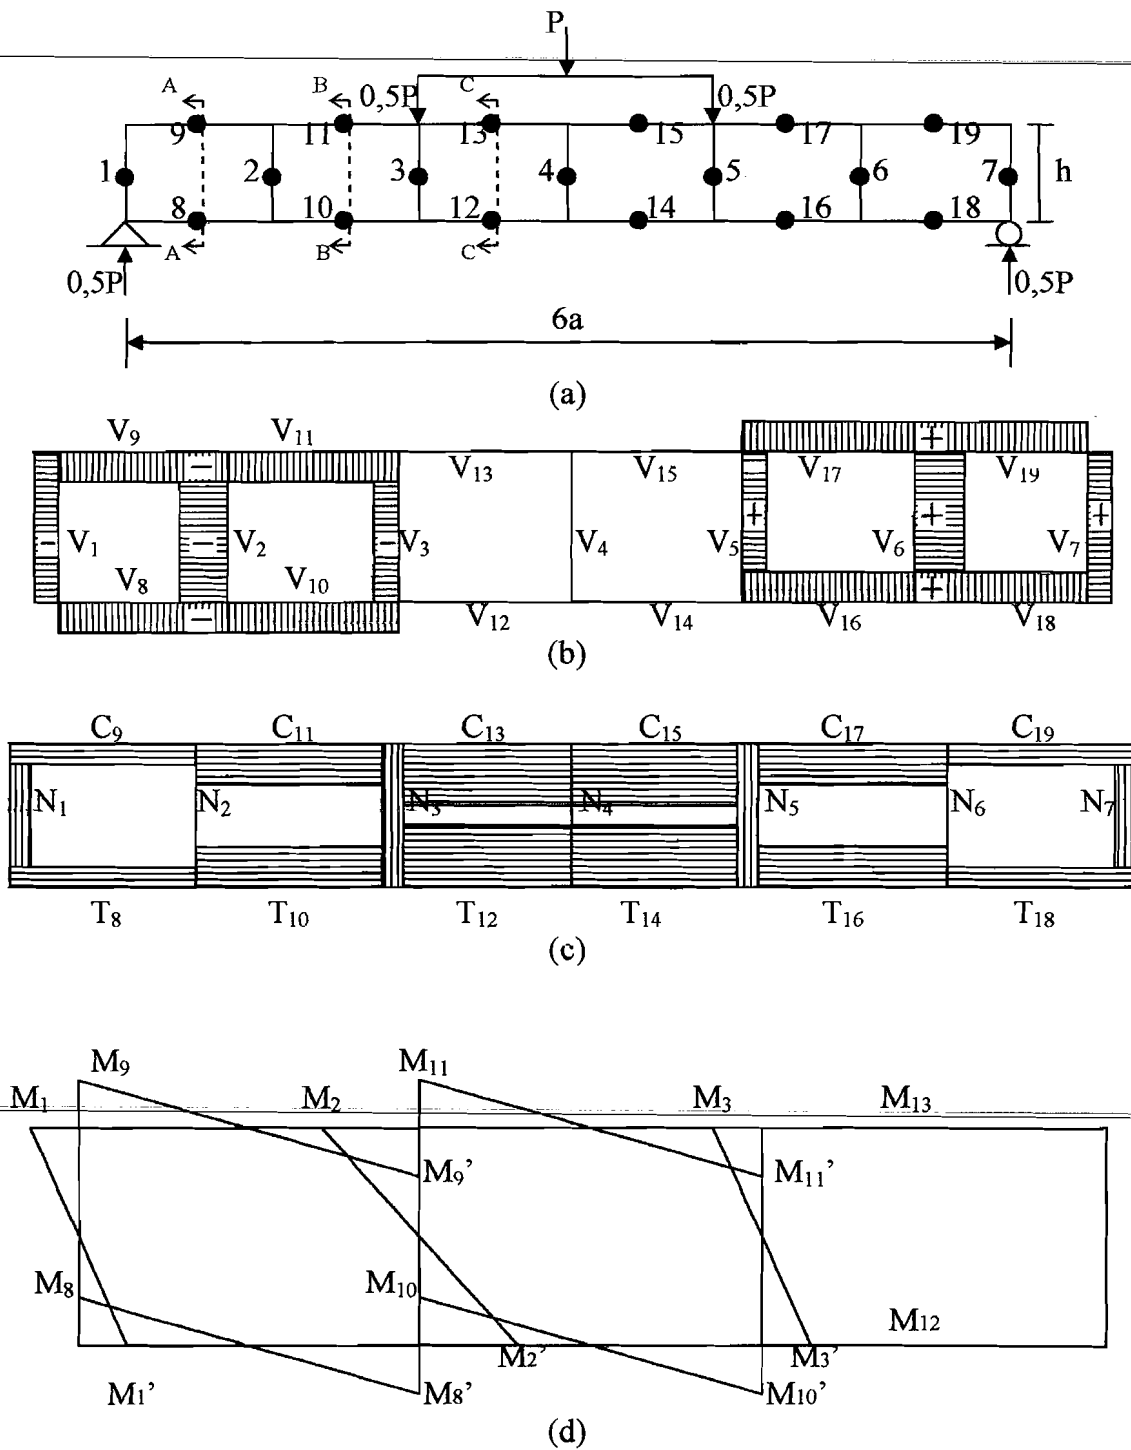 P
A B 0,5P C 0,5P
9 11 13 15 17 19
1 2 3 4 5 6 7 h
8 10 12 14 16 18
A B C
0,5P 0,5P
6a
(a)
V9 V11
V13 V15 V17 + V19
−
− V1 − V2 − V3 V4 V5 + V6 + V7 +
V8 V10
− +
V12 V14 V16 V18
(b)
C9 C11 C13 C15 C17 C19
N1 N2 N3 N4 N5 N6 N7
T8 T10 T12 T14 T16 T18
(c)
M9 M11
M1 M2 M3 M13
M9’ M11’
M8 M10
M12
M2’ M3’
M1’ M8’ M10’
(d)